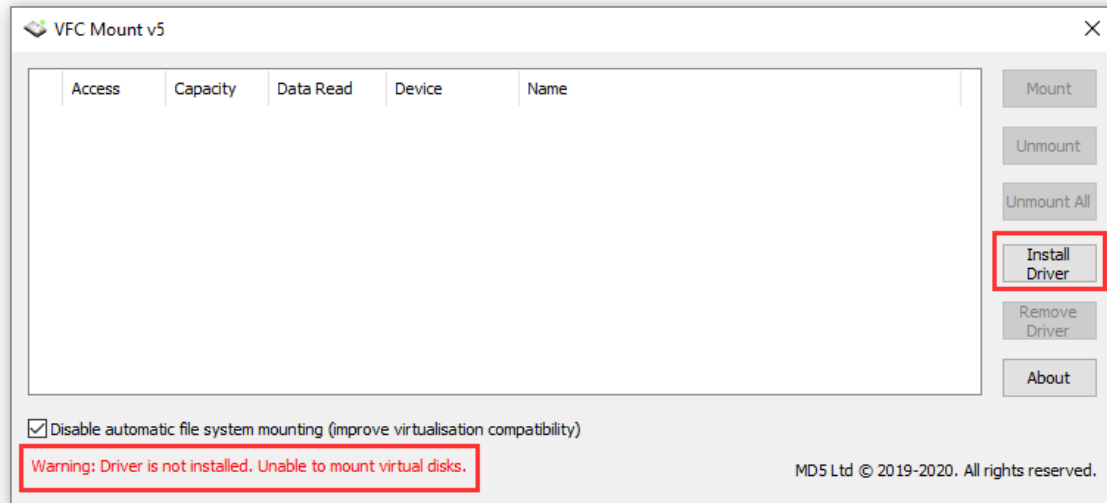 VFC Mount v5
Access Capacity Data Read Device Name
Mount
Unmount
Unmount All
Install
Driver
Remove
Driver
About
Disable automatic file system mounting (improve virtualisation compatibility)
Warning: Driver is not installed. Unable to mount virtual disks.
MD5 Ltd © 2019-2020. All rights reserved.